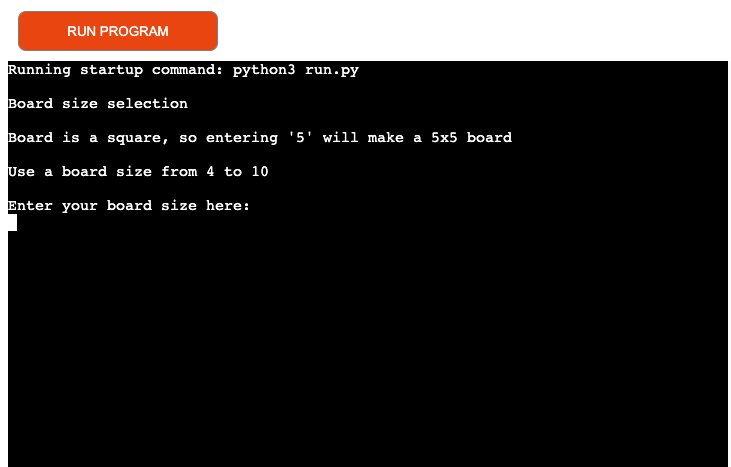 RUN PROGRAM
Running startup command: python3 run.py
Board size selection
Board is a square, so entering '5' will make a 5x5 board
Use a board size from 4 to 10
Enter your board size here: